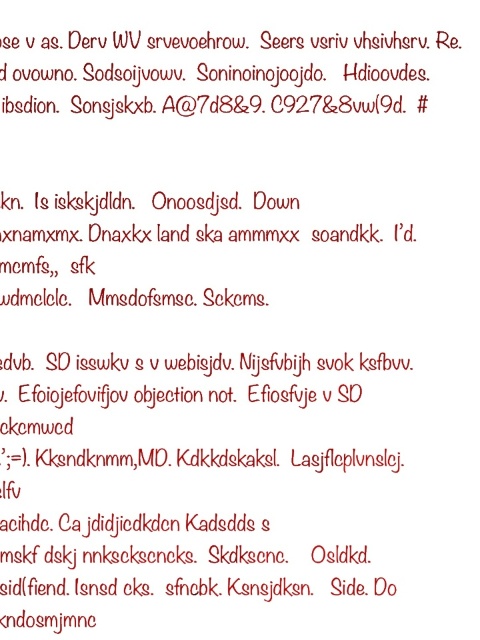 ose v as. Derv WV srvevoehrow. Seers vsriv vhsivhsrv. Re.
d ovowno. Sodsoijvowv. Soninoinojoojdo. Hdioovdes.
ibsdion. Sonsjskxb. A@7d8&9. C927&8vw(9d. #
kn. Is iskskjdldn. Onoosdjsd. Down
nxnamxmx. Dnaxkx land ska ammmxx soandkk. I'd.
mcmfs,, sfk
wdmclclc. Mmsdofsmsc. Sckcms.
sdvb. SD isswkv s v webisjdv. Nijsfvbijh svok ksfbvv.
v. Efoiojefovifjov objection not. Efiosfvje v SD
ckcmwcd
.';=). Kksndknmm,MD. Kdkkdskaksl. Lasjflcplvnslcj.
elfv
acihdc. Ca jdidjicdkdcn Kadsdds s
mskf dskj nnksckscncks. Skdkscnc. Osldkd.
sid(fiend. Isnsd cks. sfncbk. Ksnsjdksn. Side. Do
kndosmjmnc